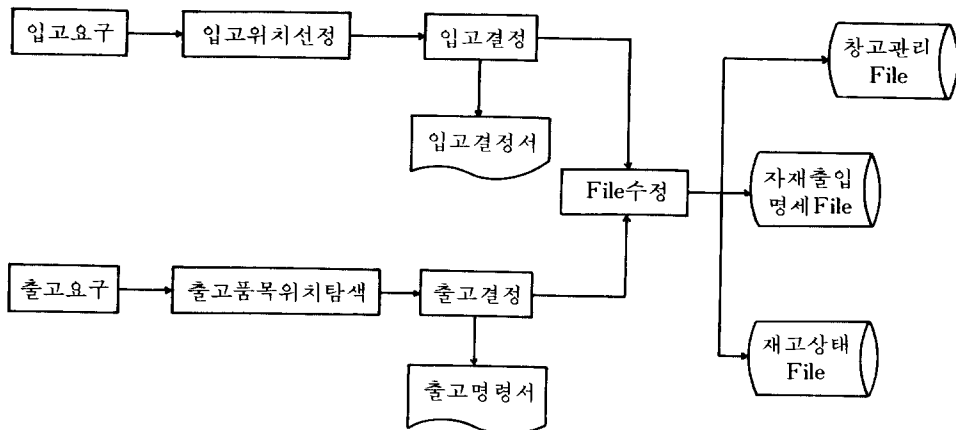 입고요구
입고위치선정
입고결정
입고결정서
창고관리
File
File수정
자재출입
명세File
출고요구
출고품목위치탐색
출고결정
출고명령서
재고상태
File